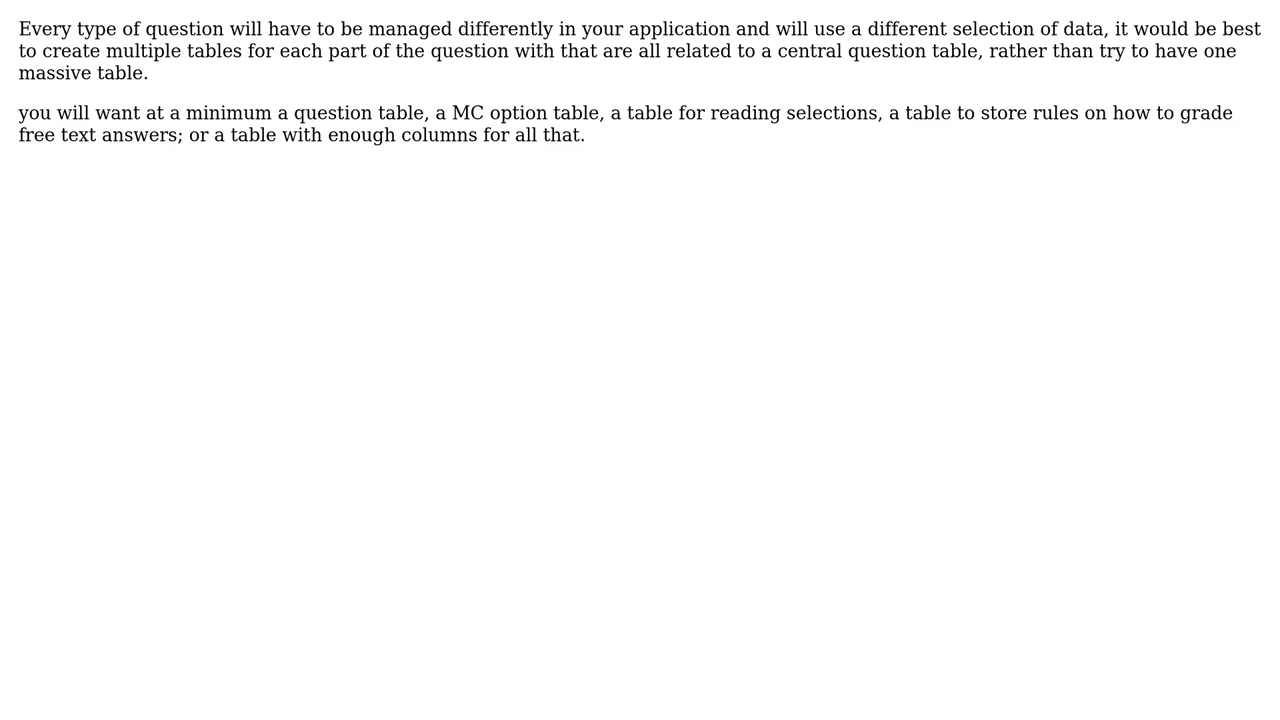 Every type of question will have to be managed differently in your application and will use a different selection of data, it would be best
to create multiple tables for each part of the question with that are all related to a central question table, rather than try to have one
massive table.
you will want at a minimum a question table, a MC option table, a table for reading selections, a table to store rules on how to grade
free text answers; or a table with enough columns for all that.